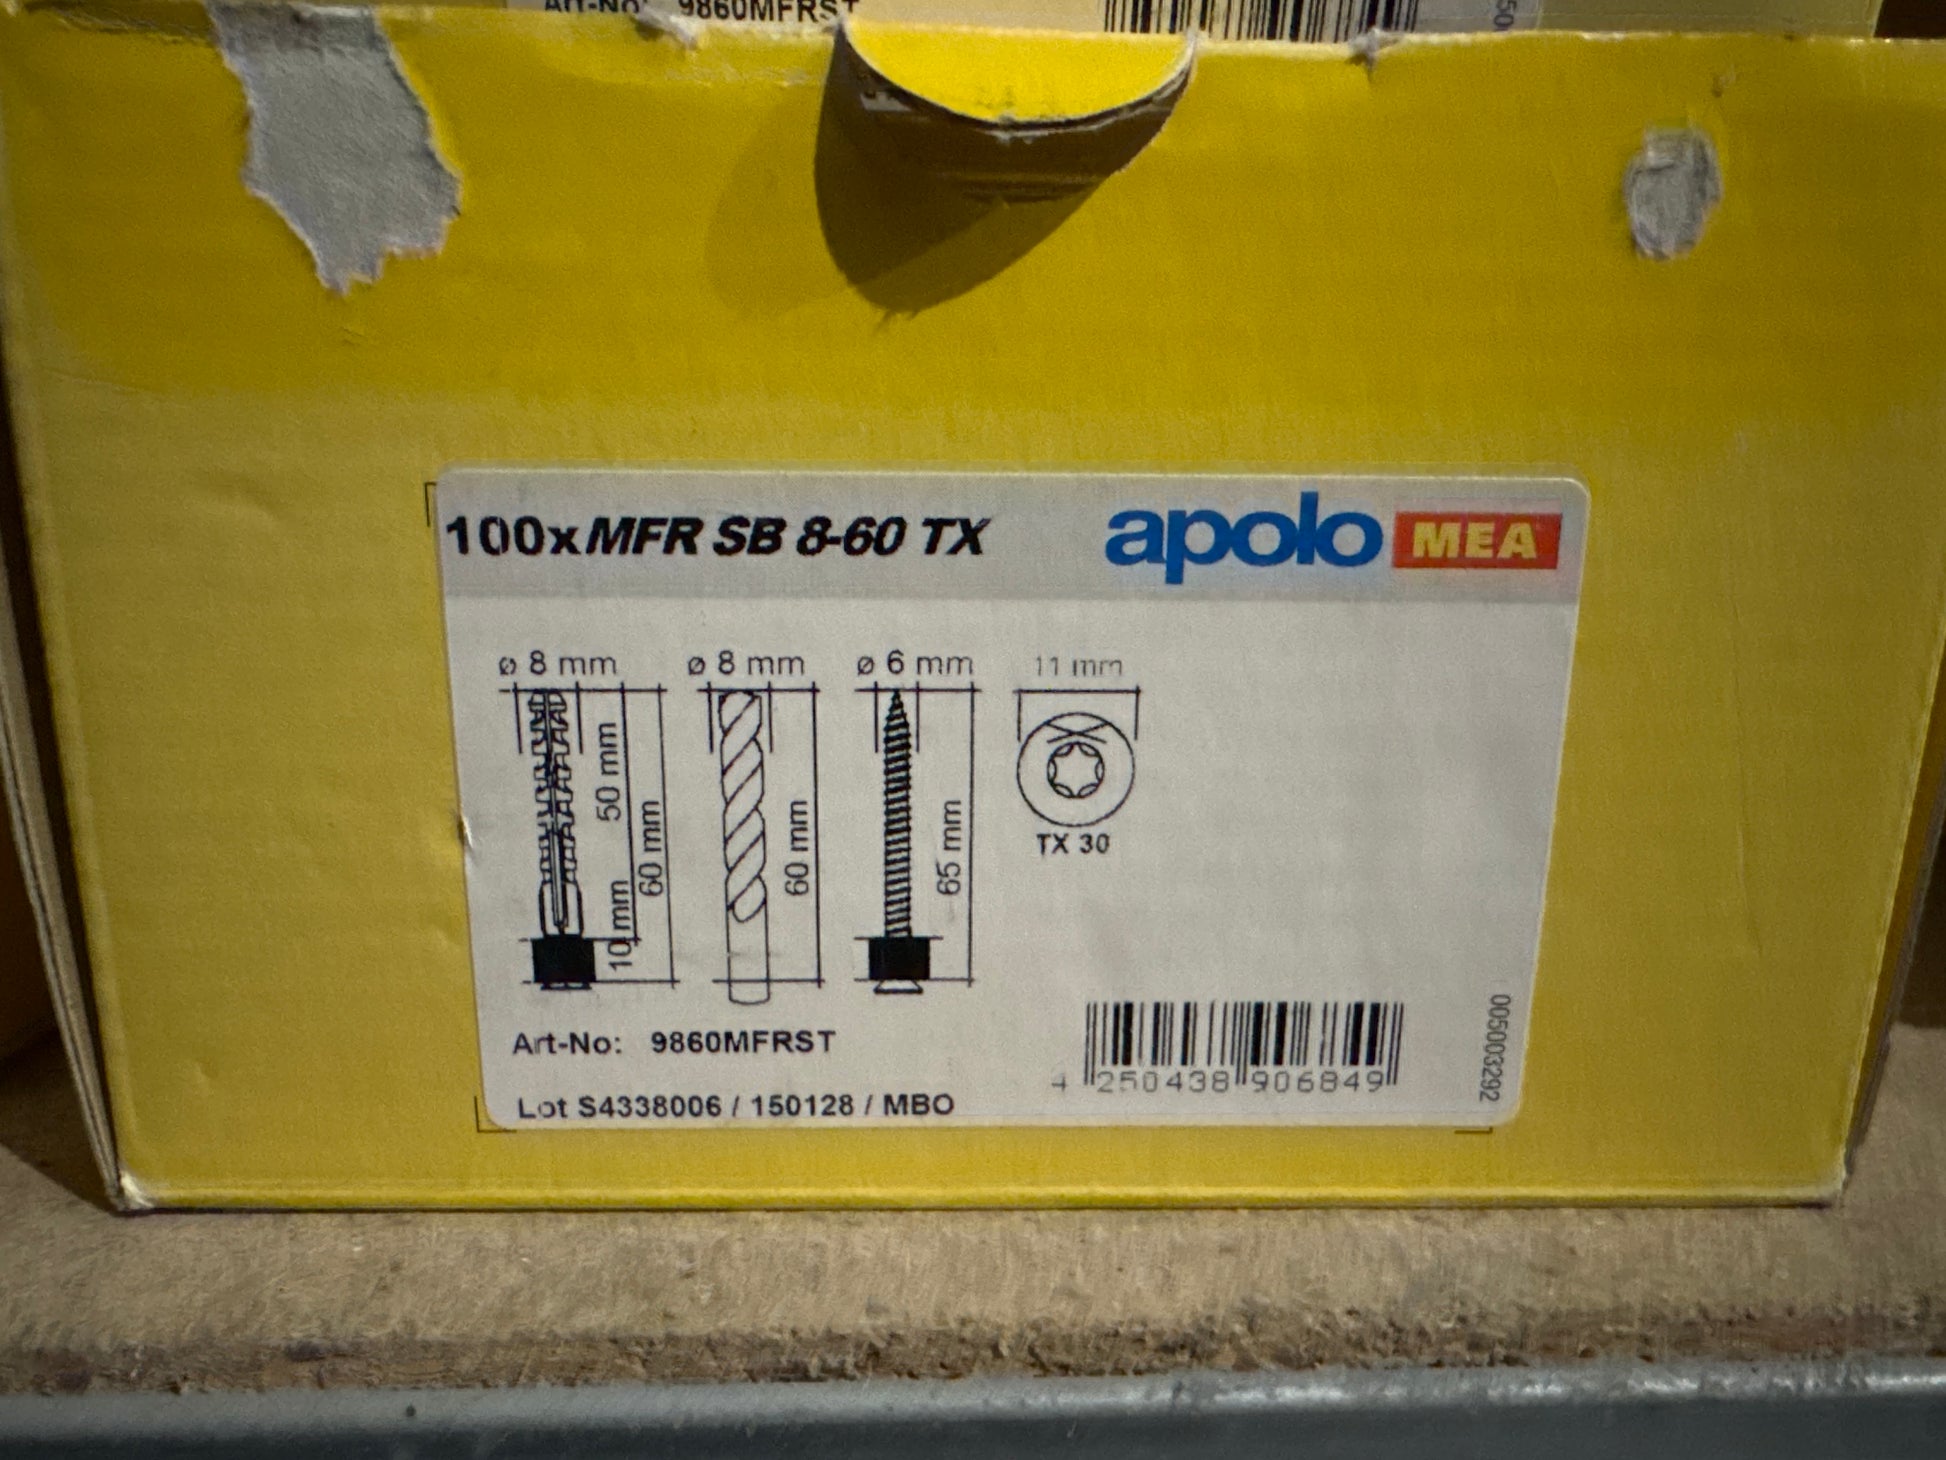 Art-No: 9860MFRST
100x MFR SB 8-60 TX
apolo MEA
ø 8 mm
ø 8 mm
ø 6 mm
11 mm
50 mm
60 mm
10 mm
60 mm
65 mm
TX 30
Art-No: 9860MFRST
Lot S4338006 / 150128 / MBO
4 250438 906849
005003292